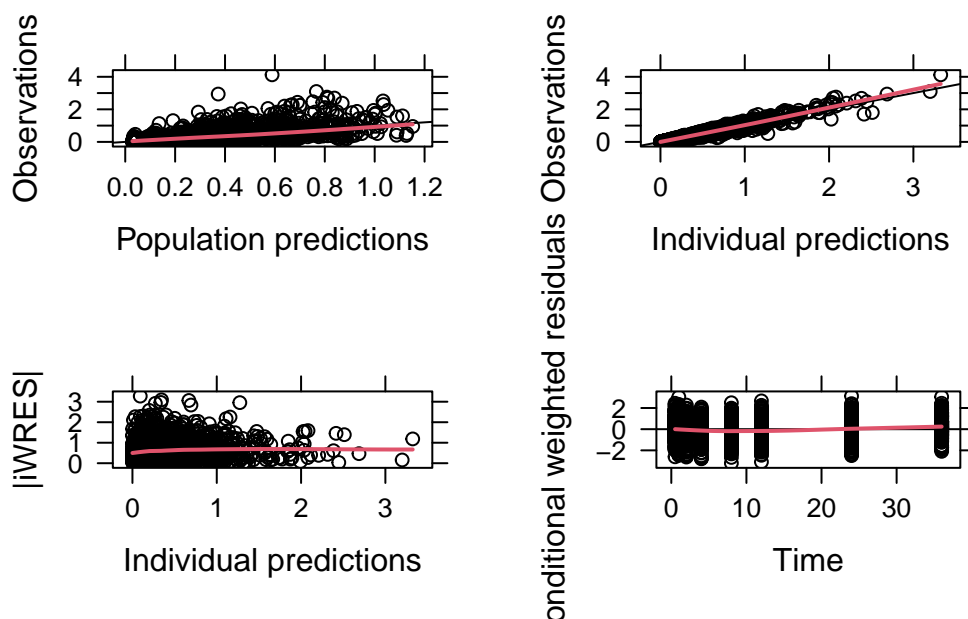 Observations
4
2
0
0.0 0.2 0.4 0.6 0.8 1.0 1.2
Population predictions
Observations
4
2
0
0 1 2 3
Individual predictions
|iWRES|
3
2
1
0
0 1 2 3
Individual predictions
onditional weighted residuals
2
0
−2
0 10 20 30
Time